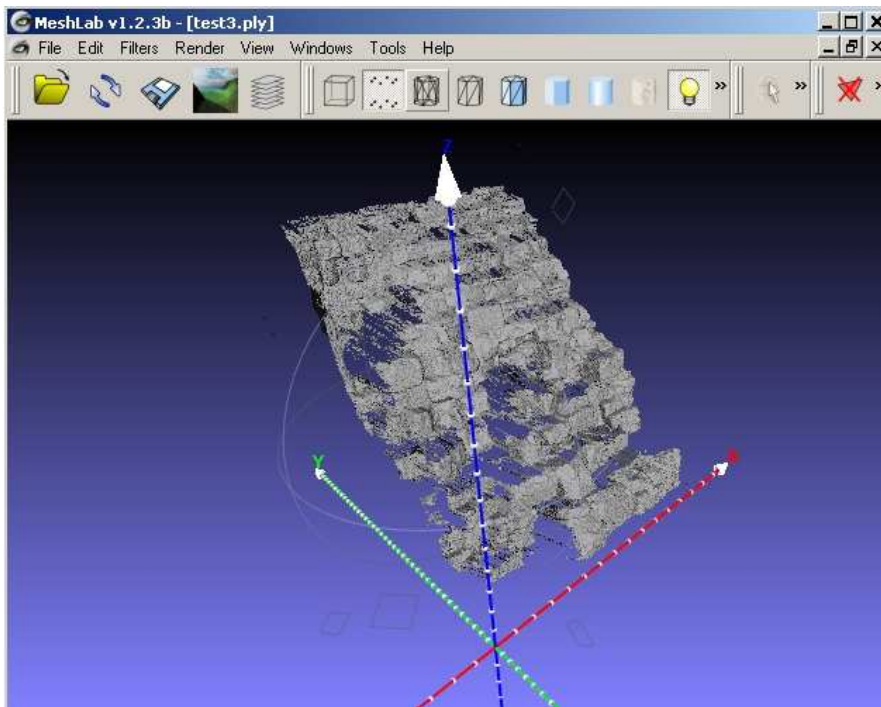 MeshLab v1.2.3b - [test3.ply]
File Edit Filters Render View Windows Tools Help
Z
Y